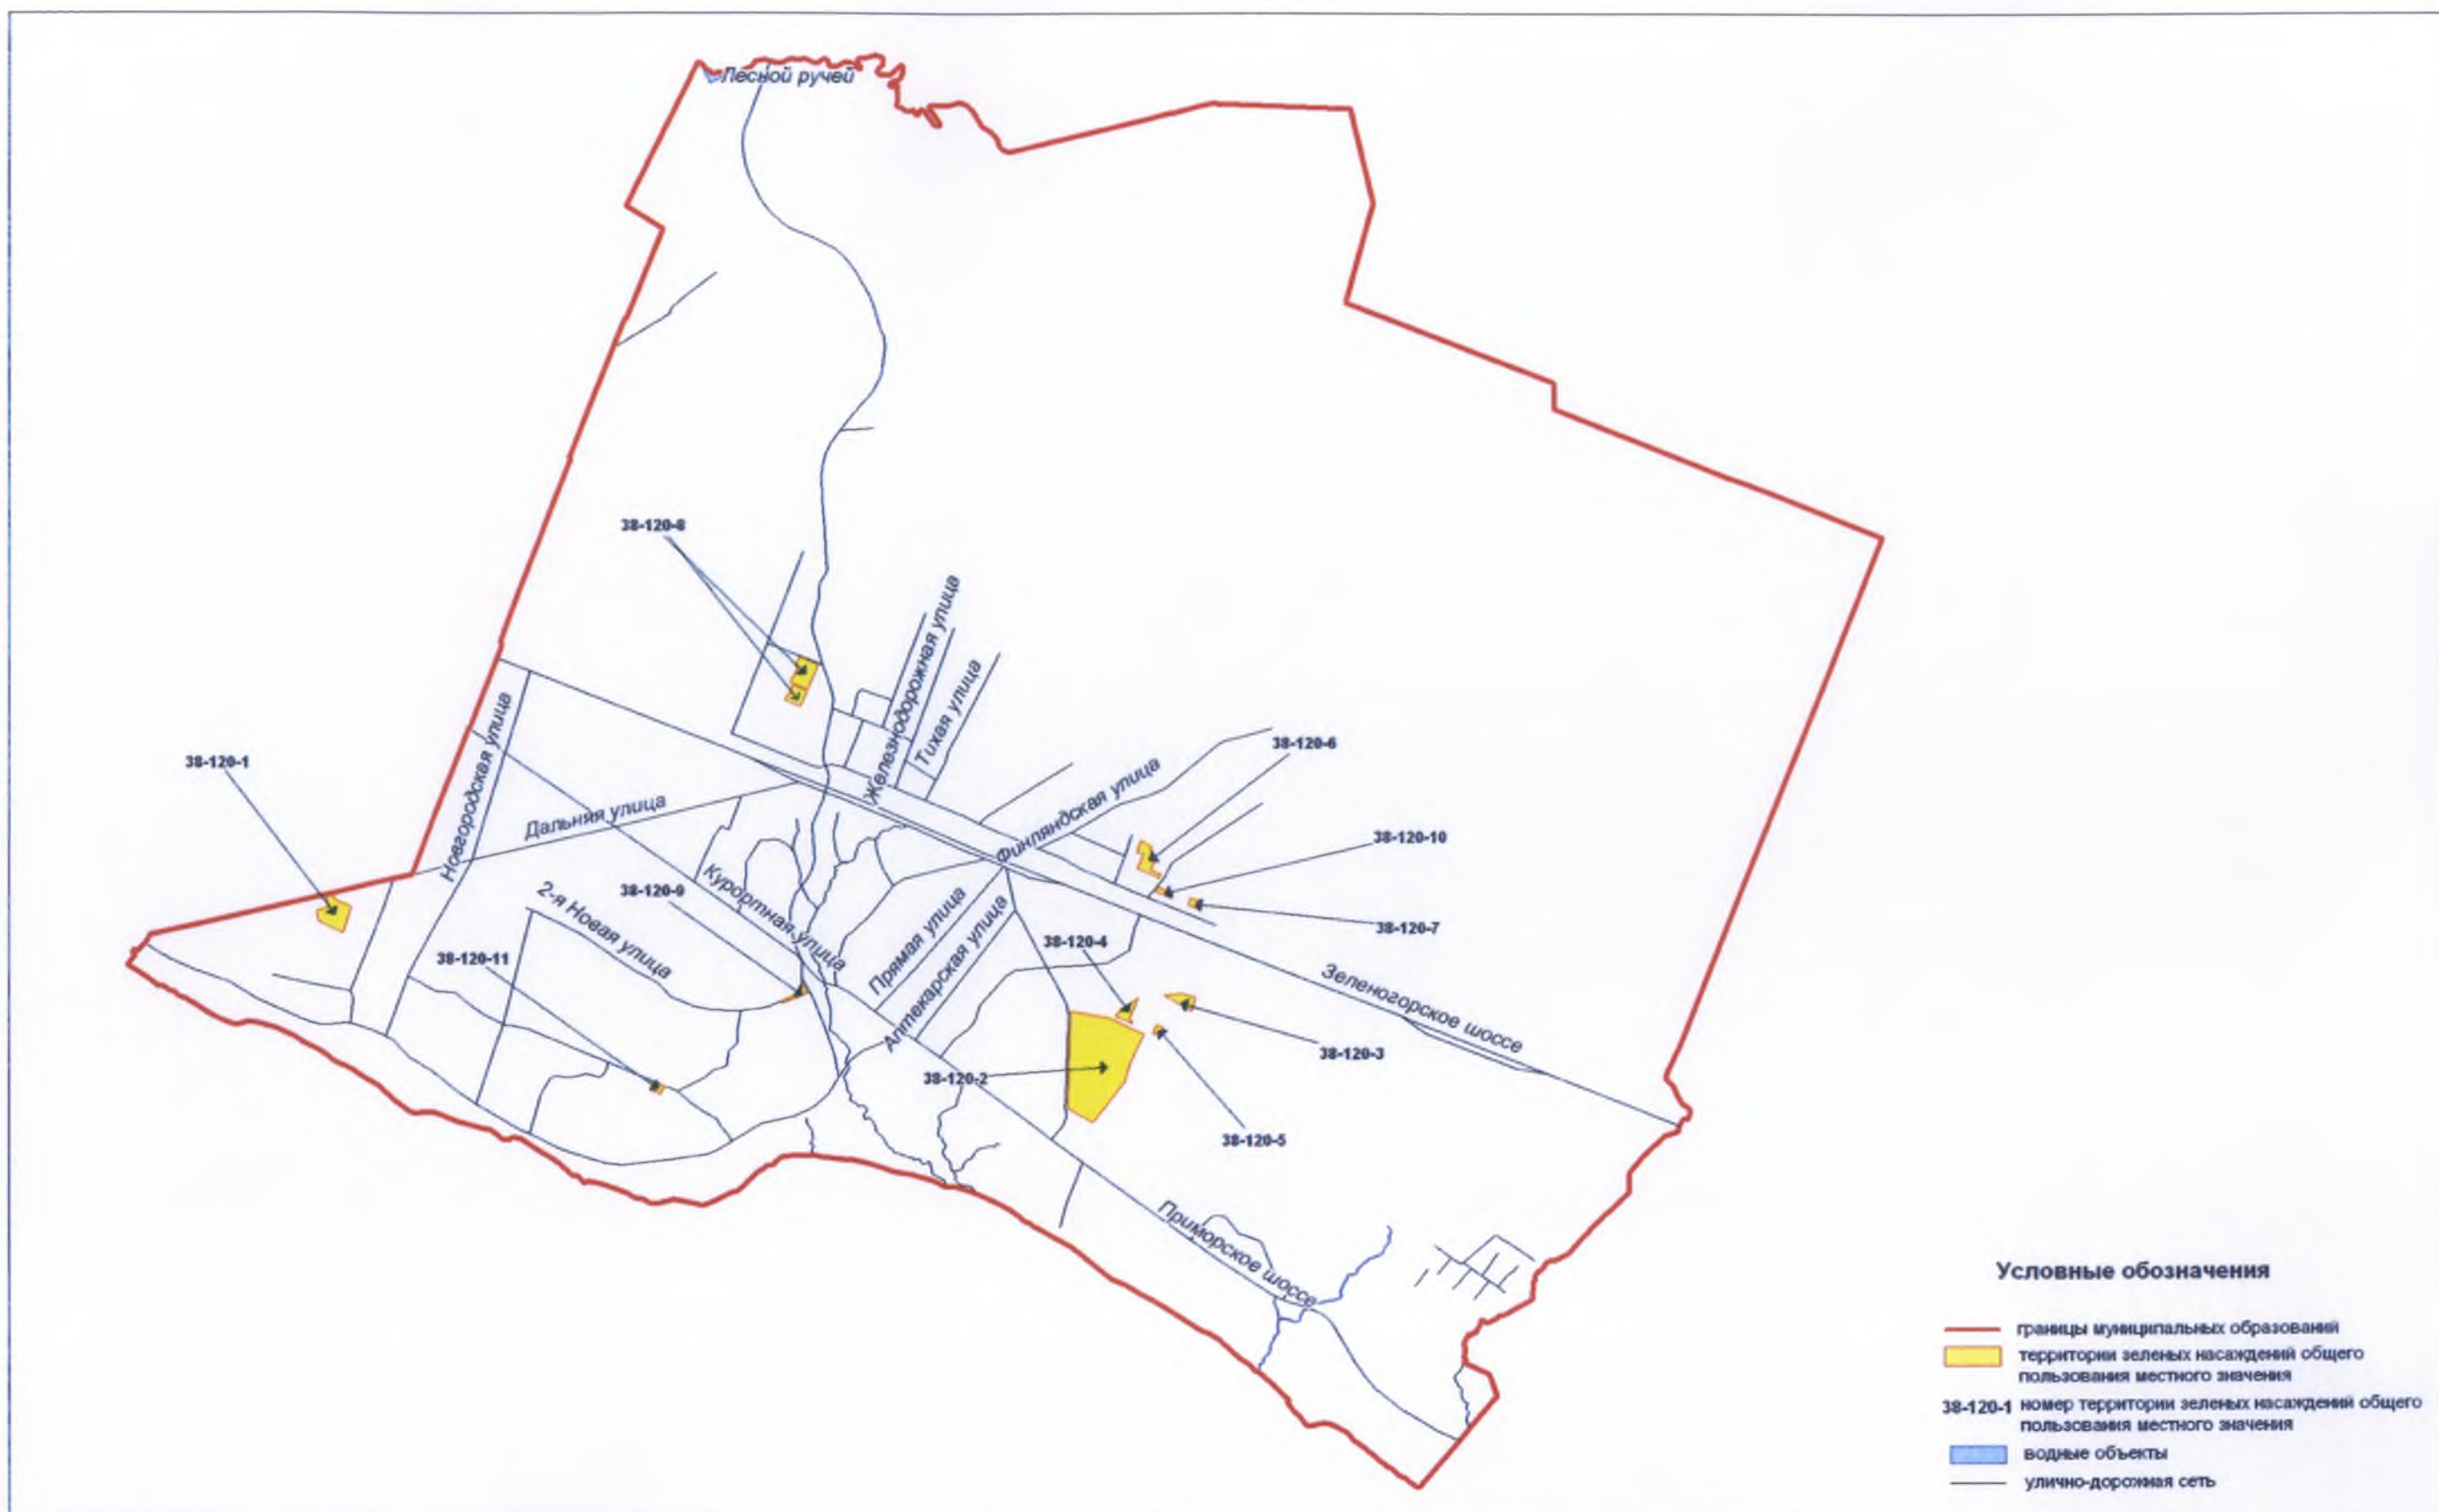 Лесной ручей
38-120-8
Железнодорожная улица
Тихая улица
Новгородская улица
38-120-1
38-120-6
Финляндская улица
Дальняя улица
38-120-10
38-120-9
Курортная улица
2-я Новая улица
Прямая улица
Аптекарская улица
38-120-7
38-120-4
38-120-11
Зеленогорское шоссе
38-120-3
38-120-2
38-120-5
Приморское шоссе
Условные обозначения
границы муниципальных образований
территории зеленых насаждений общего
пользования местного значения
38-120-1 номер территории зеленых насаждений общего
пользования местного значения
водные объекты
улично-дорожная сеть